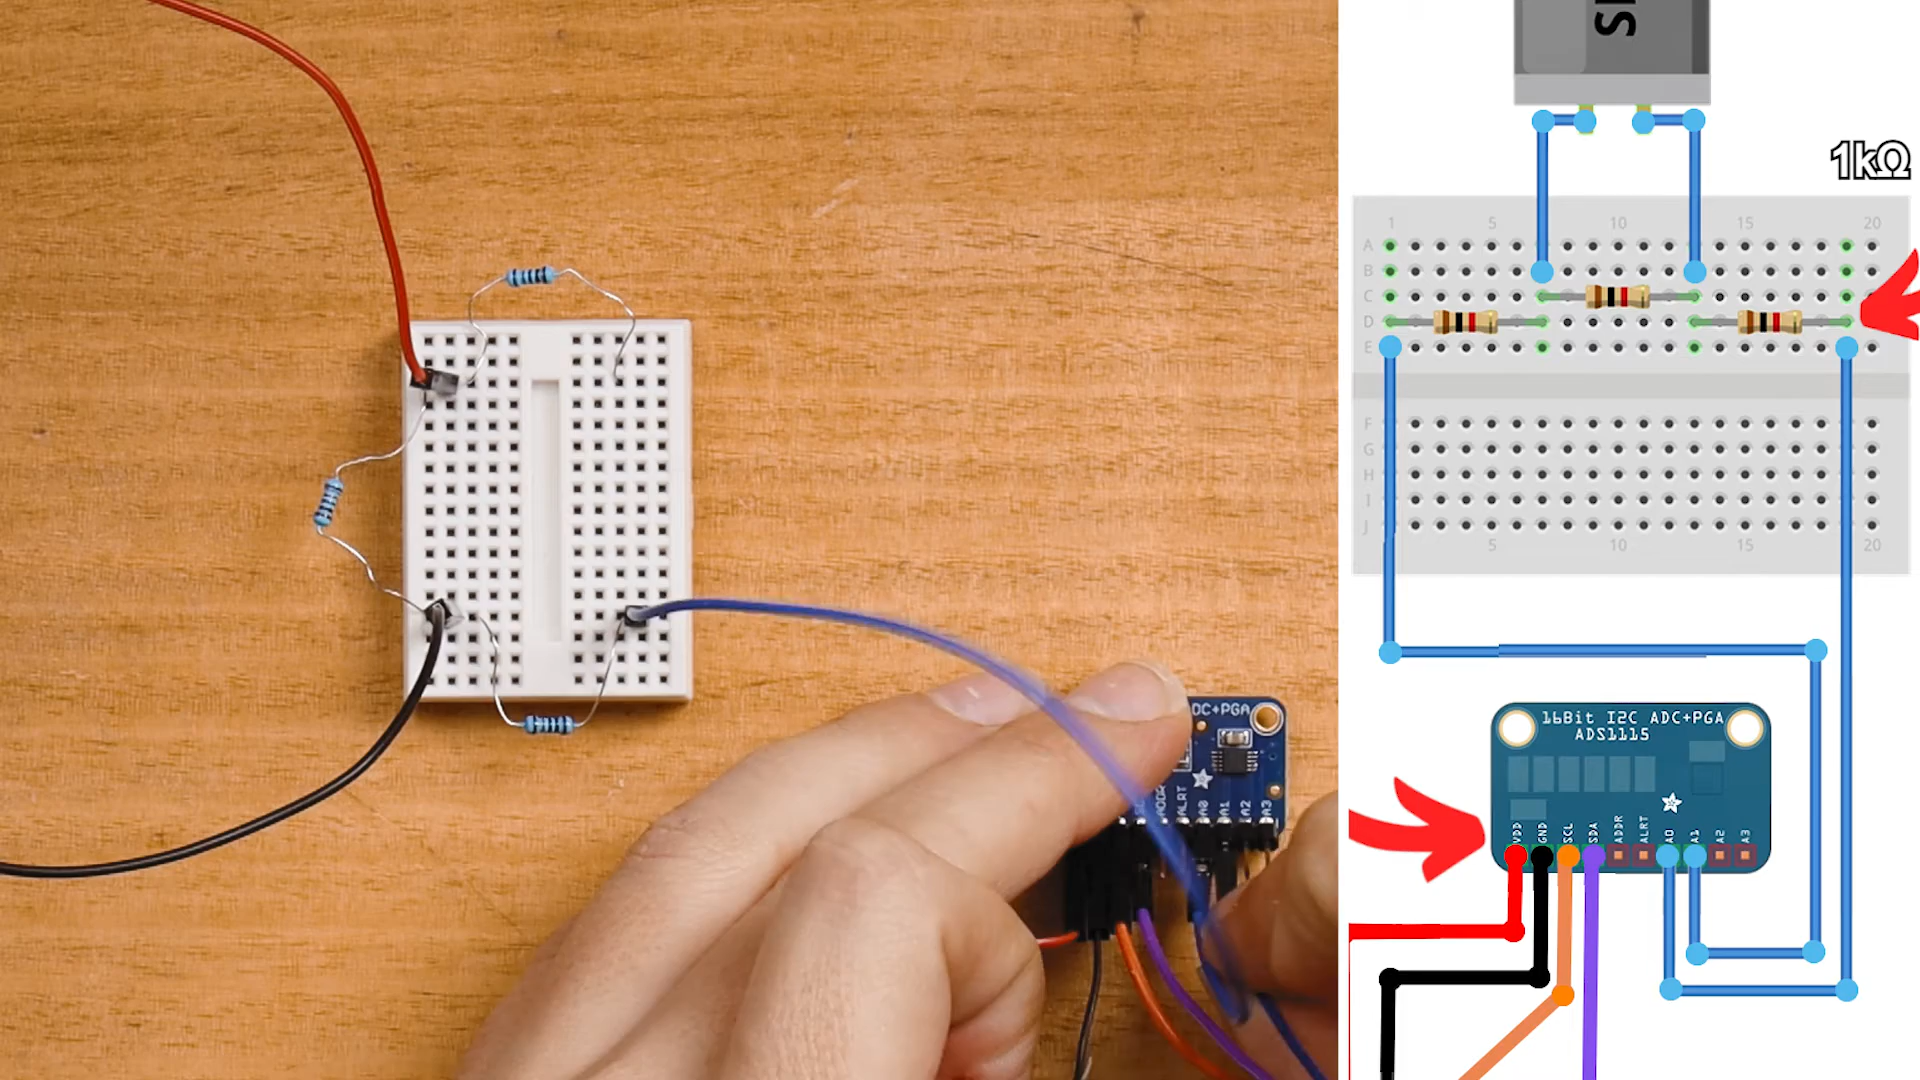 DC+PGA
ADDR
ALRT
A0
A1
A2
A3
1kΩ
1 5 10 15 20
A
B
C
D
E
F
G
H
I
J
5 10 15 20
16Bit I2C ADC+PGA
ADS1115
VDD GND SCL SDA ADDR ALRT A0 A1 A2 A3